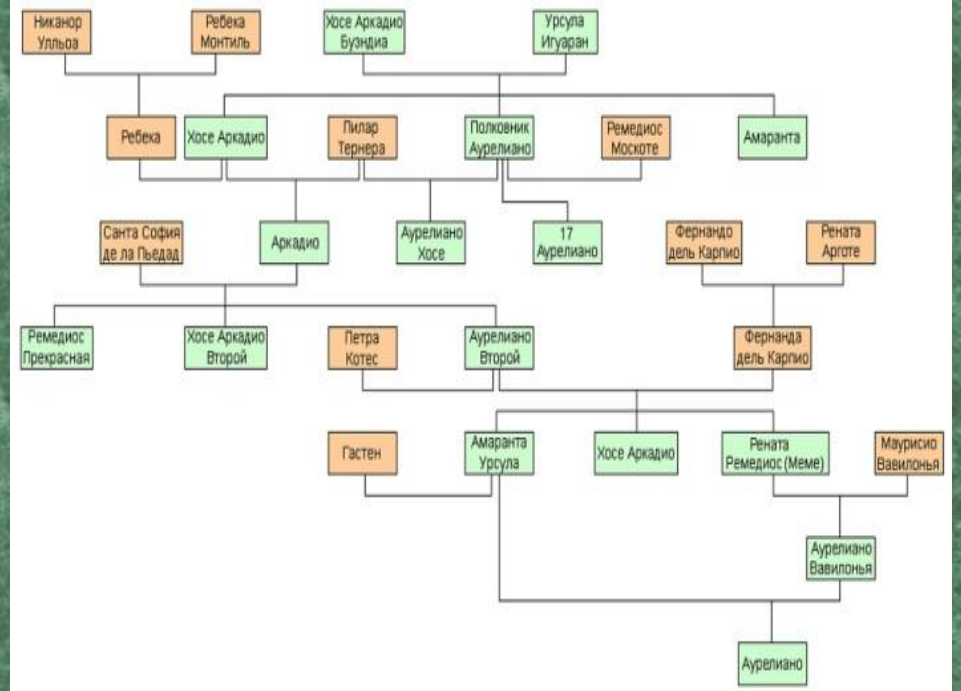 Никанор
Улльоа
Ребека
Монтиль
Хосе Аркадио
Буэндиа
Урсула
Игуаран
Ребека
Хосе Аркадио
Пилар
Тернера
Полковник
Аурелиано
Ремедиос
Москоте
Амаранта
Санта София
де ла Пьедад
Аркадио
Аурелиано
Хосе
17
Аурелиано
Фернандо
дель Карпио
Рената
Арготе
Ремедиос
Прекрасная
Хосе Аркадио
Второй
Петра
Котес
Аурелиано
Второй
Фернанда
дель Карпио
Гастен
Амаранта
Урсула
Хосе Аркадио
Рената
Ремедиос (Меме)
Маурисио
Вавилонья
Аурелиано
Вавилонья
Аурелиано